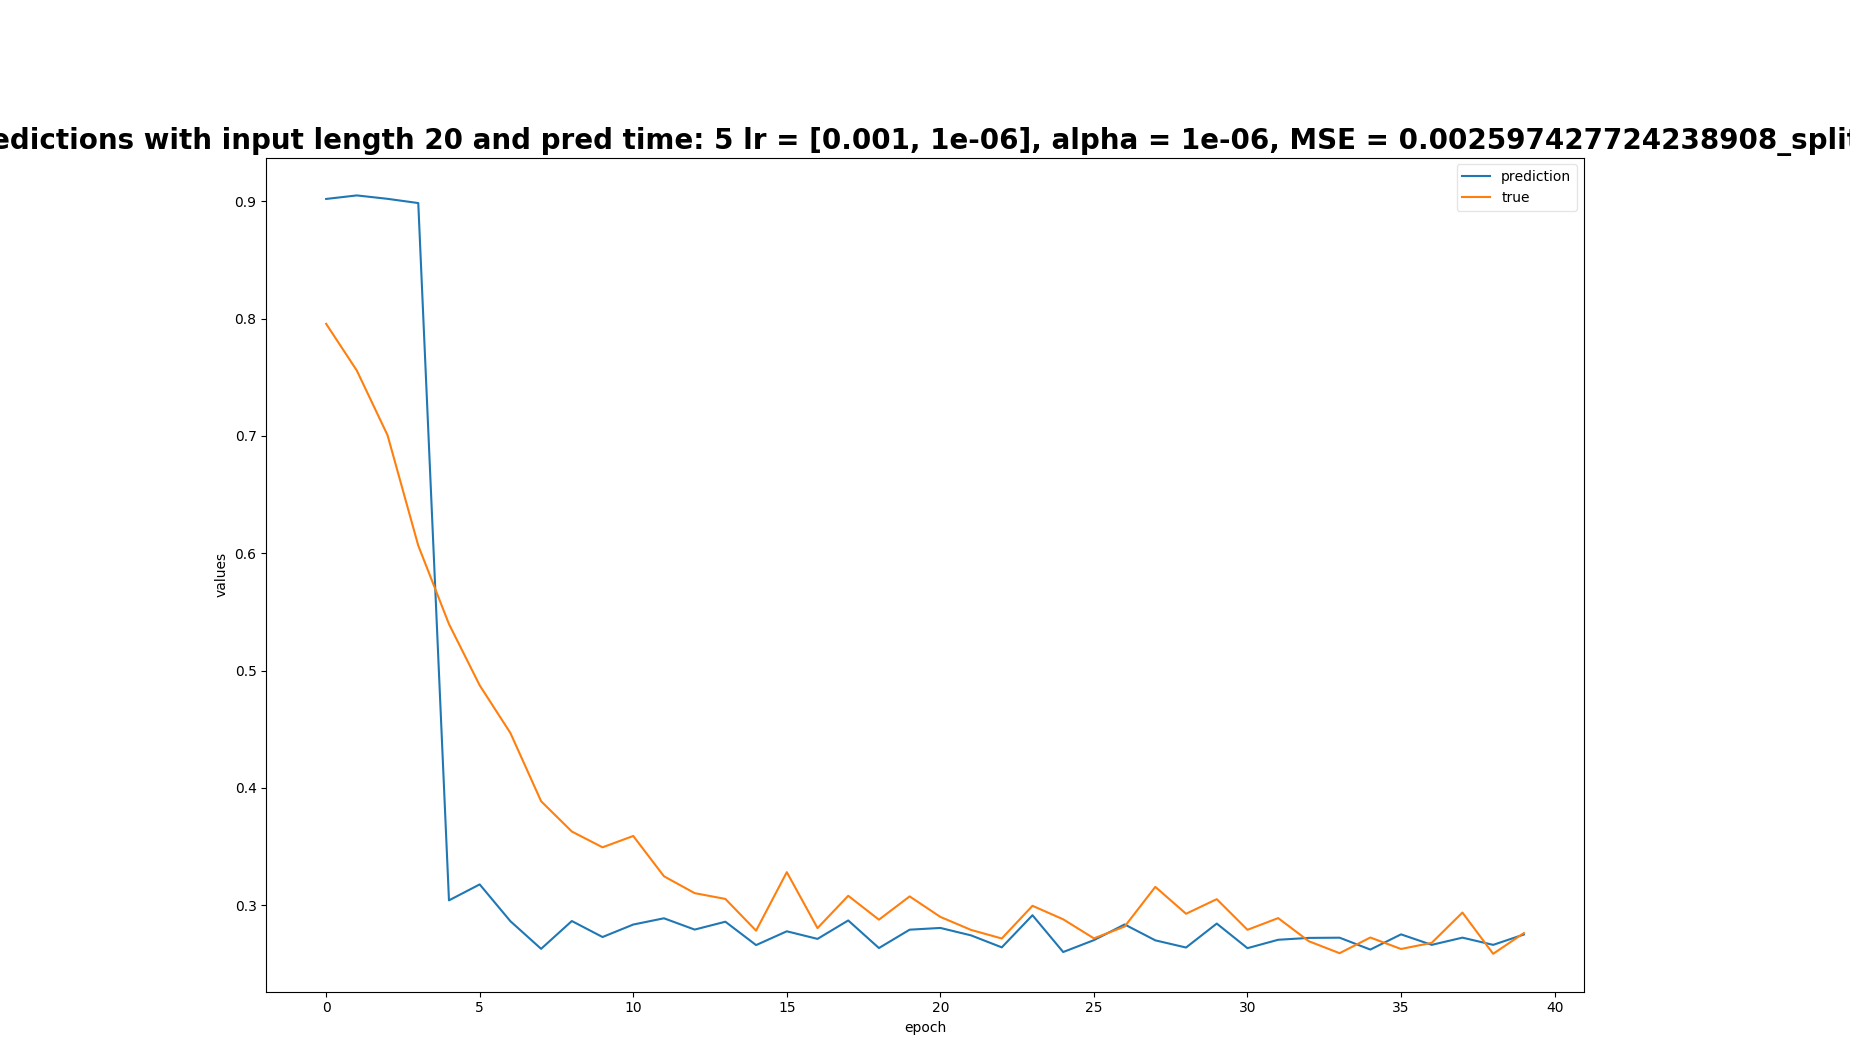 edictions with input length 20 and pred time: 5 lr = [0.001, 1e-06], alpha = 1e-06, MSE = 0.002597427724238908_split
prediction
true
0.9
0.8
0.7
0.6
0.5
0.4
0.3
values
0 5 10 15 20 25 30 35 40
epoch